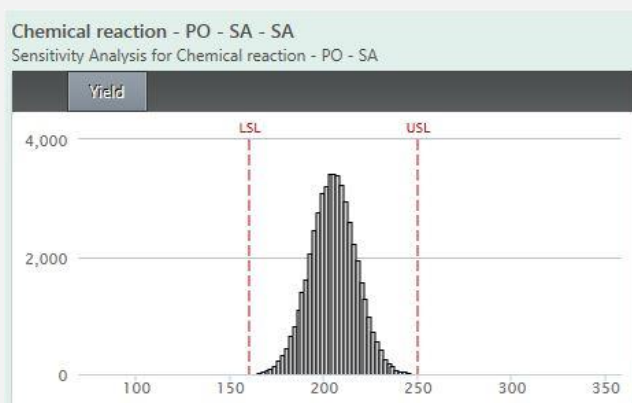 Chemical reaction - PO - SA - SA
Sensitivity Analysis for Chemical reaction - PO - SA
Yield
LSL USL
4,000
2,000
0
100 150 200 250 300 350